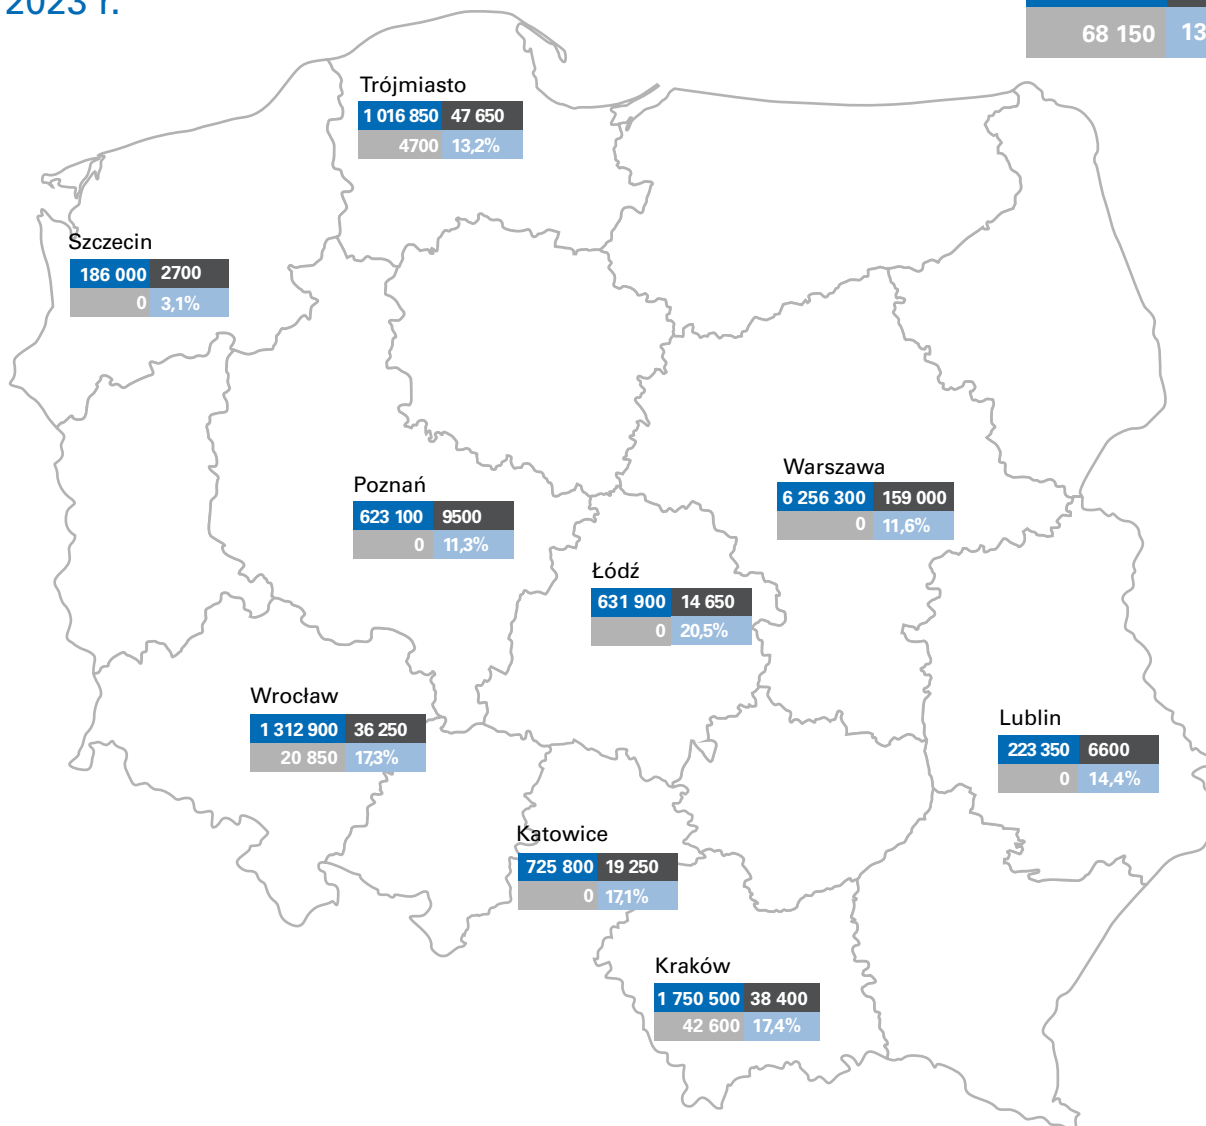 2023 r.
68 150 13
Trójmiasto
1 016 850 47 650
4700 13,2%
Szczecin
186 000 2700
0 3,1%
Warszawa
6 256 300 159 000
0 11,6%
Poznań
623 100 9500
0 11,3%
Łódź
631 900 14 650
0 20,5%
Wrocław
1 312 900 36 250
20 850 17,3%
Lublin
223 350 6600
0 14,4%
Katowice
725 800 19 250
0 17,1%
Kraków
1 750 500 38 400
42 600 17,4%